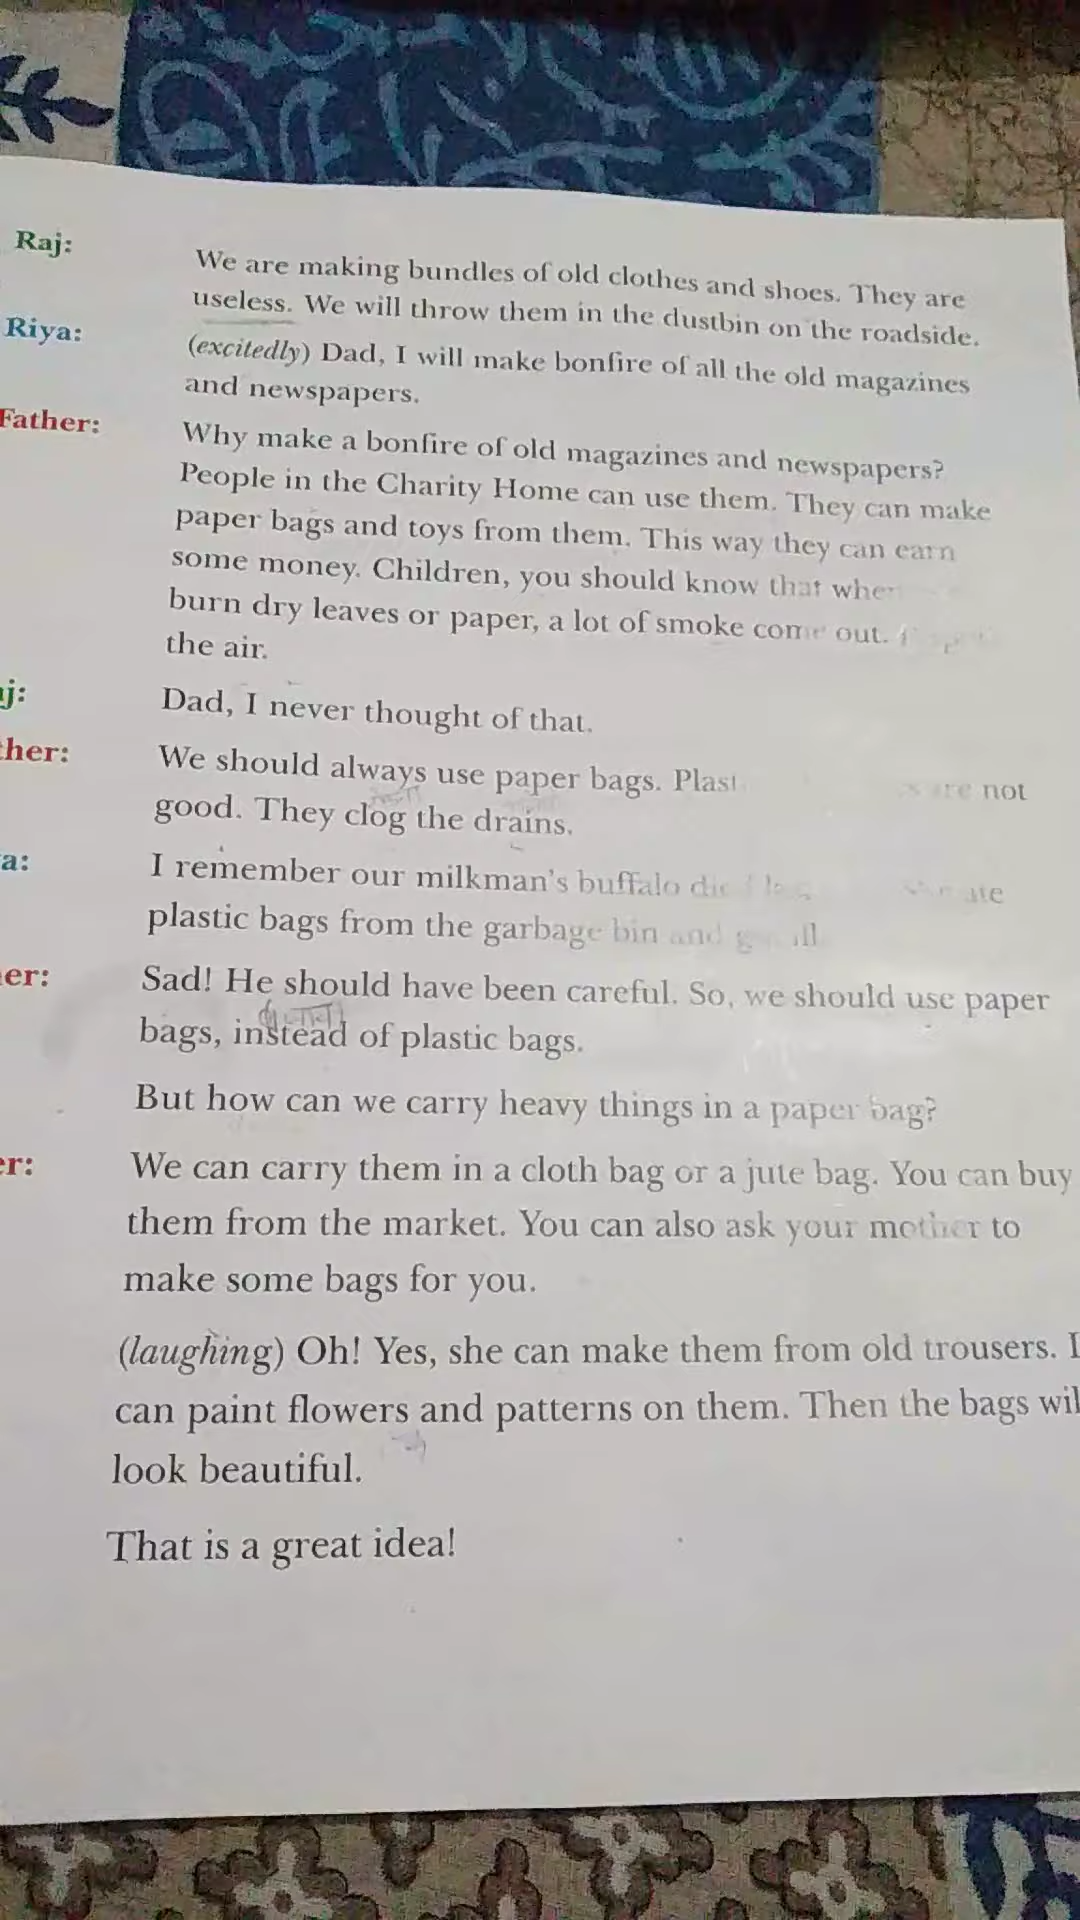 Raj: We are making bundles of old clothes and shoes. They are
useless. We will throw them in the dustbin on the roadside.
Riya: (excitedly) Dad, I will make bonfire of all the old magazines
and newspapers.
Father: Why make a bonfire of old magazines and newspapers?
People in the Charity Home can use them. They can make
paper bags and toys from them. This way they can earn
some money. Children, you should know that
burn dry leaves or paper, a lot of smoke come out.
the air.
j: Dad, I never thought of that.
ther: We should always use paper bags. are not
good. They clog the drains.
a: I remember our milkman's buffalo ate
plastic bags from the garbage bin and
er: Sad! He should have been careful. So, we should use paper
bags, instead of plastic bags.
But how can we carry heavy things in a paper bag?
er: We can carry them in a cloth bag or a jute bag. You can buy
them from the market. You can also ask your mother to
make some bags for you.
(laughing) Oh! Yes, she can make them from old trousers. I
can paint flowers and patterns on them. Then the bags wil
look beautiful.
That is a great idea!